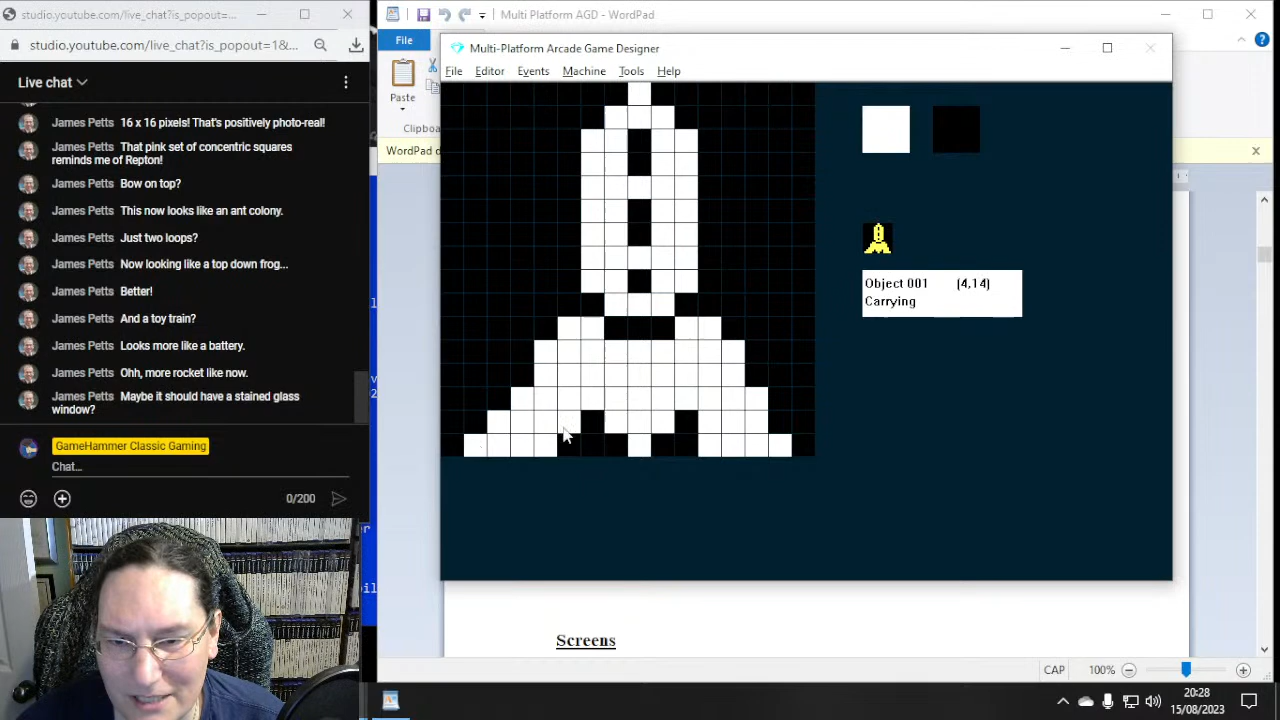 studio.youtube.com/live_chat?is_popout=...
studio.youtube.com/live_chat?is_popout=1&...
Live chat
James Petts 16 x 16 pixels! That's positively photo-real!
James Petts That pink set of concentric squares
reminds me of Repton!
James Petts Bow on top?
James Petts This now looks like an ant colony.
James Petts Just two loops?
James Petts Now looking like a top down frog...
James Petts Better!
James Petts And a toy train?
James Petts Looks more like a battery.
James Petts Ohh, more rocket like now.
James Petts Maybe it should have a stained glass
window?
GameHammer Classic Gaming
Chat...
0/200
Multi Platform AGD - WordPad
File
Paste
Clipboa
WordPad d
Multi-Platform Arcade Game Designer
File Editor Events Machine Tools Help
Object 001 (4,14)
Carrying
Screens
CAP 100%
20:28
15/08/2023